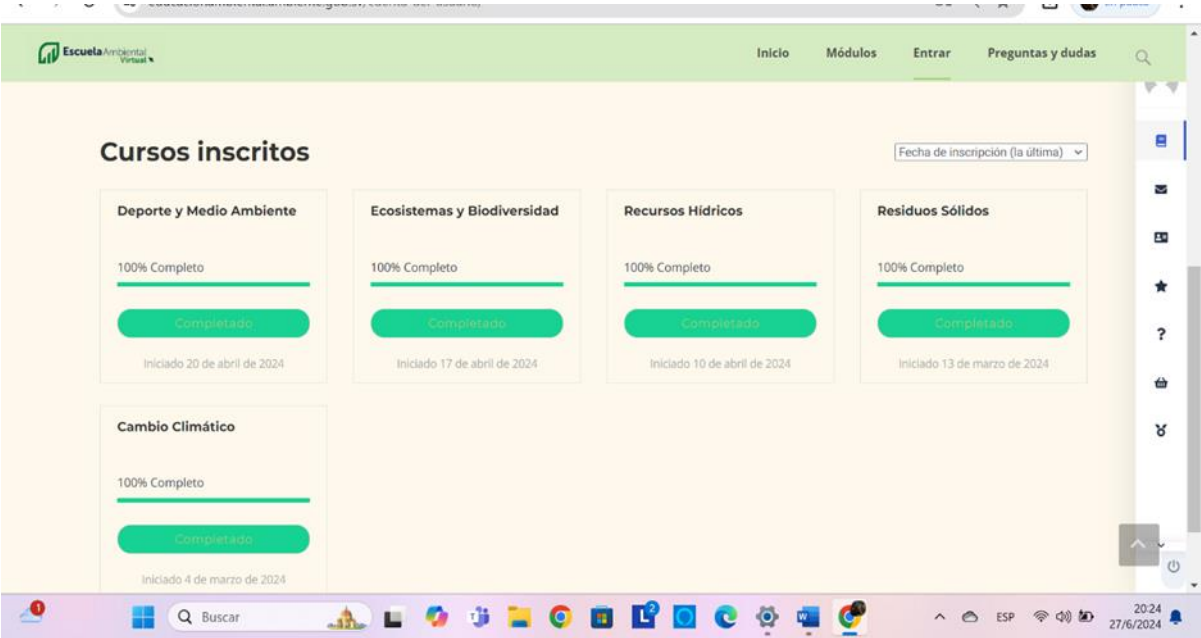 Escuela Ambiental
Virtual
Inicio Módulos Entrar Preguntas y dudas
Cursos inscritos
Fecha de inscripción (la última)
Deporte y Medio Ambiente
100% Completo
Completado
Iniciado 20 de abril de 2024
Ecosistemas y Biodiversidad
100% Completo
Completado
Iniciado 17 de abril de 2024
Recursos Hídricos
100% Completo
Completado
Iniciado 10 de abril de 2024
Residuos Sólidos
100% Completo
Completado
Iniciado 13 de marzo de 2024
Cambio Climático
100% Completo
Completado
Iniciado 4 de marzo de 2024
Buscar
ESP
20:24
27/6/2024